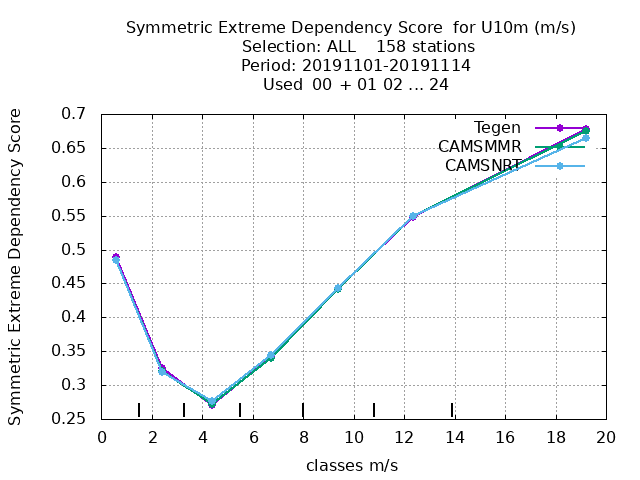 Symmetric Extreme Dependency Score for U10m (m/s)
Selection: ALL 158 stations
Period: 20191101-20191114
Used 00 + 01 02 ... 24
Symmetric Extreme Dependency Score
0.7
0.65
0.6
0.55
0.5
0.45
0.4
0.35
0.3
0.25
Tegen
CAMSMMR
CAMSNRT
0 2 4 6 8 10 12 14 16 18 20
classes m/s